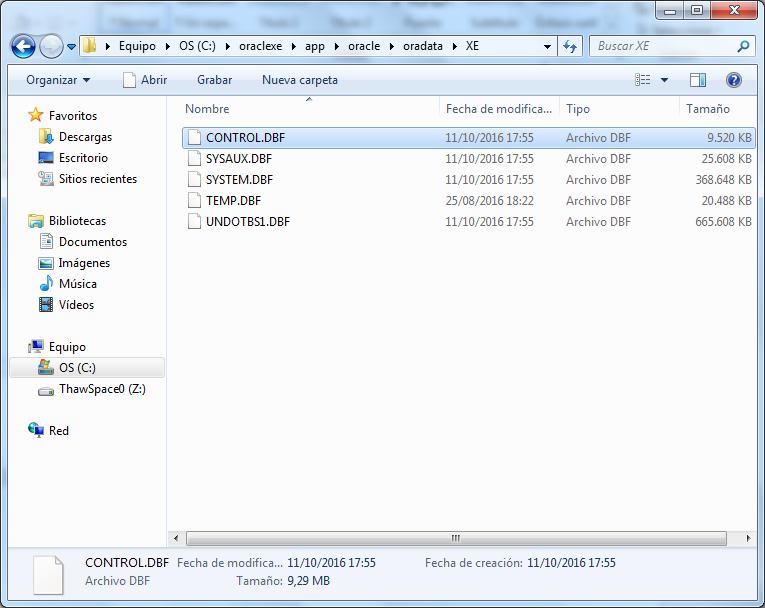 Equipo OS (C:) oraclexe app oracle oradata XE Buscar XE
Organizar Abrir Grabar Nueva carpeta
Favoritos
Descargas
Escritorio
Sitios recientes
Bibliotecas
Documentos
Imágenes
Música
Vídeos
Equipo
OS (C:)
ThawSpace0 (Z:)
Red
Nombre Fecha de modifica... Tipo Tamaño
CONTROL.DBF 11/10/2016 17:55 Archivo DBF 9.520 KB
SYSAUX.DBF 11/10/2016 17:55 Archivo DBF 25.608 KB
SYSTEM.DBF 11/10/2016 17:55 Archivo DBF 368.648 KB
TEMP.DBF 25/08/2016 18:22 Archivo DBF 20.488 KB
UNDOTBS1.DBF 11/10/2016 17:55 Archivo DBF 665.608 KB
CONTROL.DBF Fecha de modifica... 11/10/2016 17:55 Fecha de creación: 11/10/2016 17:55
Archivo DBF Tamaño: 9,29 MB